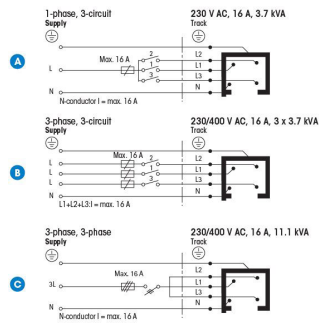 1-phase, 3-circuit 230 V AC, 16 A, 3.7 kVA
Supply Track
A
Max. 16 A 2 L2
L 1 L1
3 L3
N N
N-conductor I = max. 16 A
3-phase, 3-circuit 230/400 V AC, 16 A, 3 x 3.7 kVA
Supply Track
B
Max. 16 A 2 L2
L
L 1 L1
L 3 L3
N N
L1+L2+L3:I = max. 16 A
3-phase, 3-phase 230/400 V AC, 16 A, 11.1 kVA
Supply Track
C
L2
Max. 16 A L1
3L
L3
N N
N-conductor I = max. 16 A